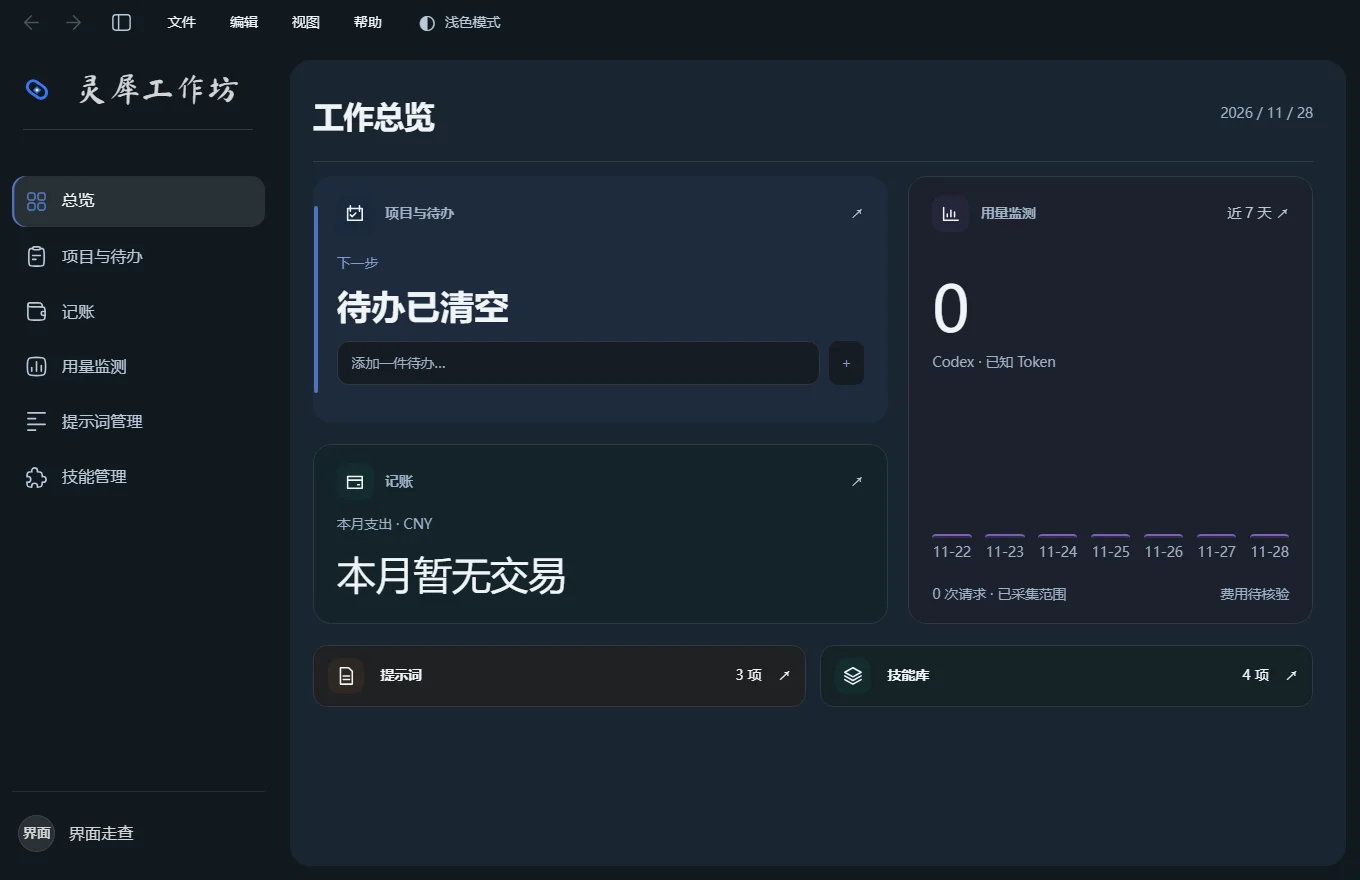 文件 编辑 视图 帮助 浅色模式
灵犀工作坊
总览
项目与待办
记账
用量监测
提示词管理
技能管理
界面 界面走查
工作总览
2026 / 11 / 28
项目与待办
下一步
待办已清空
添加一件待办...
+
用量监测
近 7 天
0
Codex · 已知 Token
11-22 11-23 11-24 11-25 11-26 11-27 11-28
0 次请求 · 已采集范围
费用待核验
记账
本月支出 · CNY
本月暂无交易
提示词
3 项
技能库
4 项